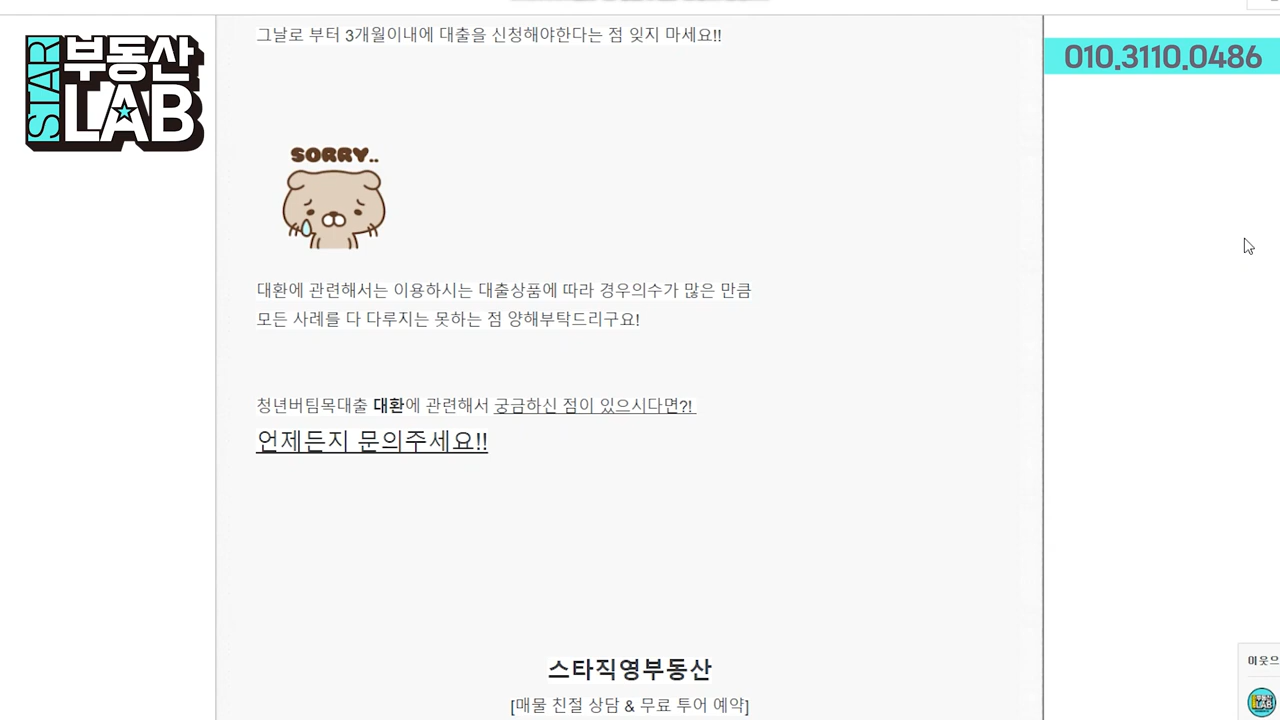 그날로 부터 3개월이내에 대출을 신청해야한다는 점 잊지 마세요!!
STAR
부동산
LAB
010.3110.0486
SORRY..
대환에 관련해서는 이용하시는 대출상품에 따라 경우의수가 많은 만큼
모든 사례를 다 다루지는 못하는 점 양해부탁드리구요!
청년버팀목대출 대환에 관련해서 궁금하신 점이 있으시다면?!
언제든지 문의주세요!!
스타직영부동산
[매물 친절 상담 & 무료 투어 예약]
이웃으
부동산
LAB